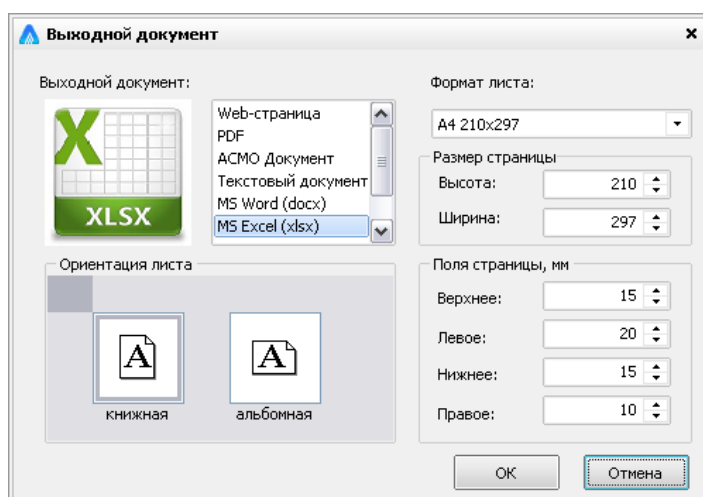 Выходной документ
Выходной документ:
XLSX
Web-страница
PDF
АСМО Документ
Текстовый документ
MS Word (docx)
MS Excel (xlsx)
Формат листа:
A4 210x297
Размер страницы
Высота: 210
Ширина: 297
Ориентация листа
A
книжная
A
альбомная
Поля страницы, мм
Верхнее: 15
Левое: 20
Нижнее: 15
Правое: 10
ОК
Отмена